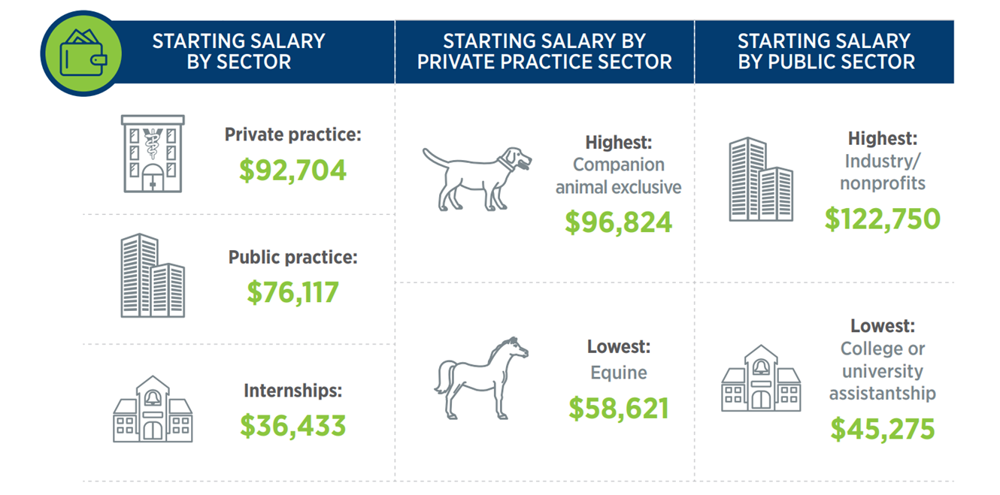 STARTING SALARY
BY SECTOR
Private practice:
$92,704
Public practice:
$76,117
Internships:
$36,433
STARTING SALARY BY
PRIVATE PRACTICE SECTOR
Highest:
Companion
animal exclusive
$96,824
Lowest:
Equine
$58,621
STARTING SALARY
BY PUBLIC SECTOR
Highest:
Industry/
nonprofits
$122,750
Lowest:
College or
university
assistantship
$45,275